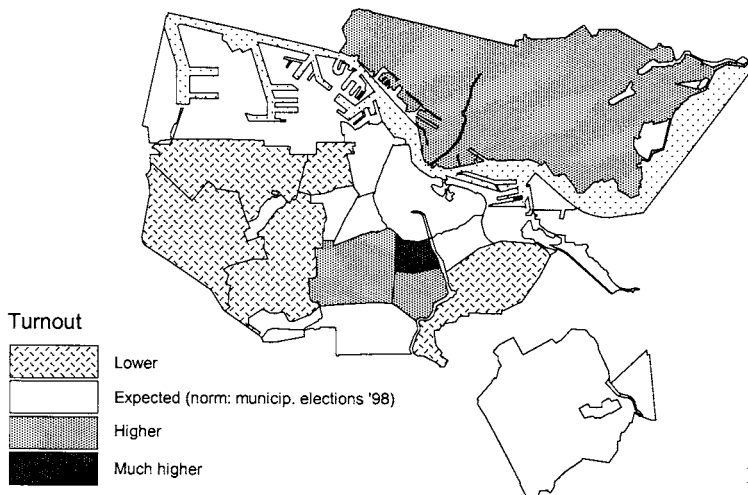 Turnout
Lower
Expected (norm: municip. elections '98)
Higher
Much higher